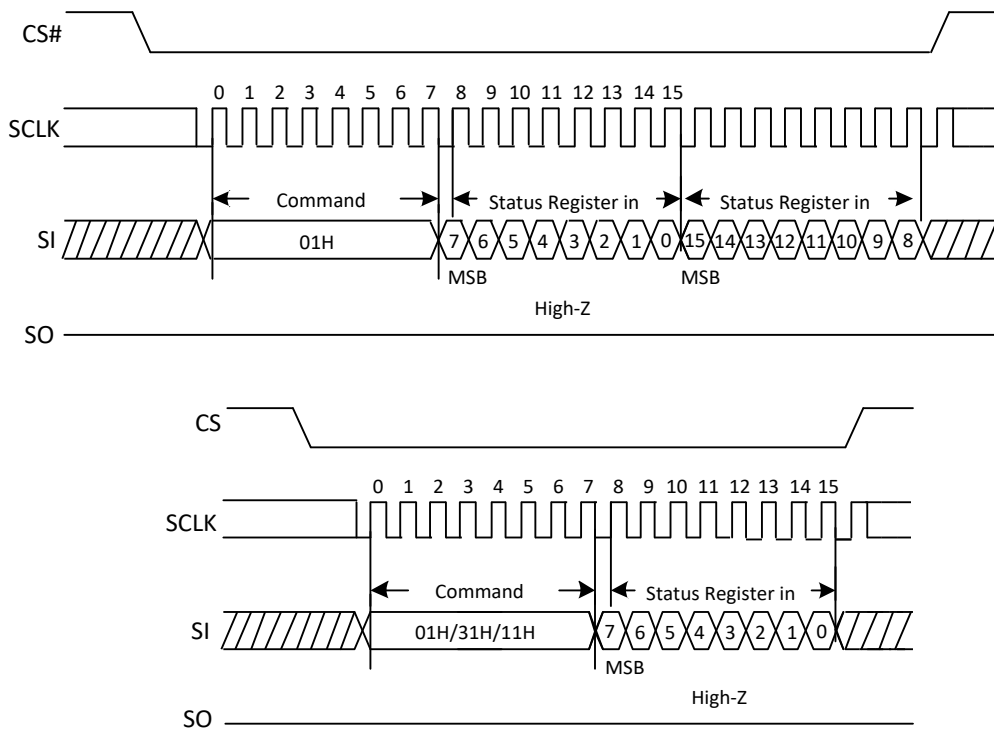 CS#
0 1 2 3 4 5 6 7 8 9 10 11 12 13 14 15
SCLK
Command Status Register in Status Register in
SI 01H 7 6 5 4 3 2 1 0 15 14 13 12 11 10 9 8
MSB MSB
High-Z
SO
CS
0 1 2 3 4 5 6 7 8 9 10 11 12 13 14 15
SCLK
Command Status Register in
SI 01H/31H/11H 7 6 5 4 3 2 1 0
MSB
High-Z
SO